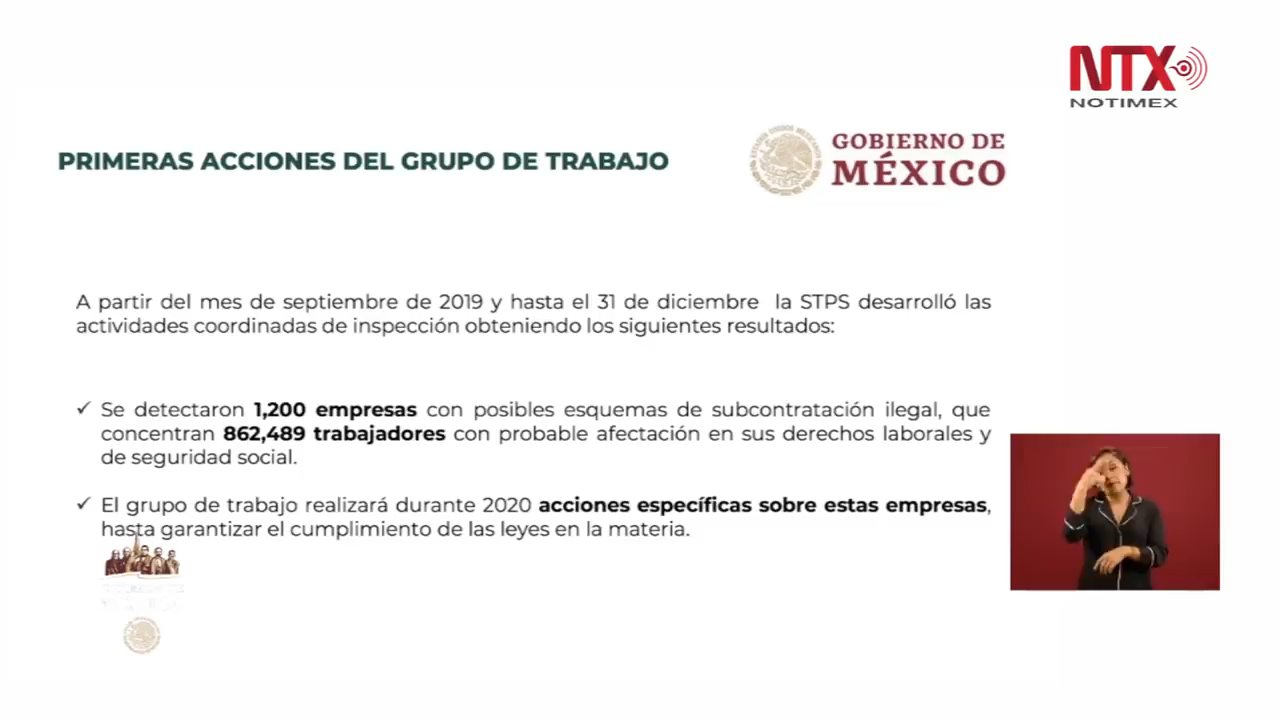 NTX
NOTIMEX
PRIMERAS ACCIONES DEL GRUPO DE TRABAJO
GOBIERNO DE
MÉXICO
A partir del mes de septiembre de 2019 y hasta el 31 de diciembre la STPS desarrolló las
actividades coordinadas de inspección obteniendo los siguientes resultados:
✓ Se detectaron 1,200 empresas con posibles esquemas de subcontratación ilegal, que
concentran 862,489 trabajadores con probable afectación en sus derechos laborales y
de seguridad social.
✓ El grupo de trabajo realizará durante 2020 acciones específicas sobre estas empresas,
hasta garantizar el cumplimiento de las leyes en la materia.